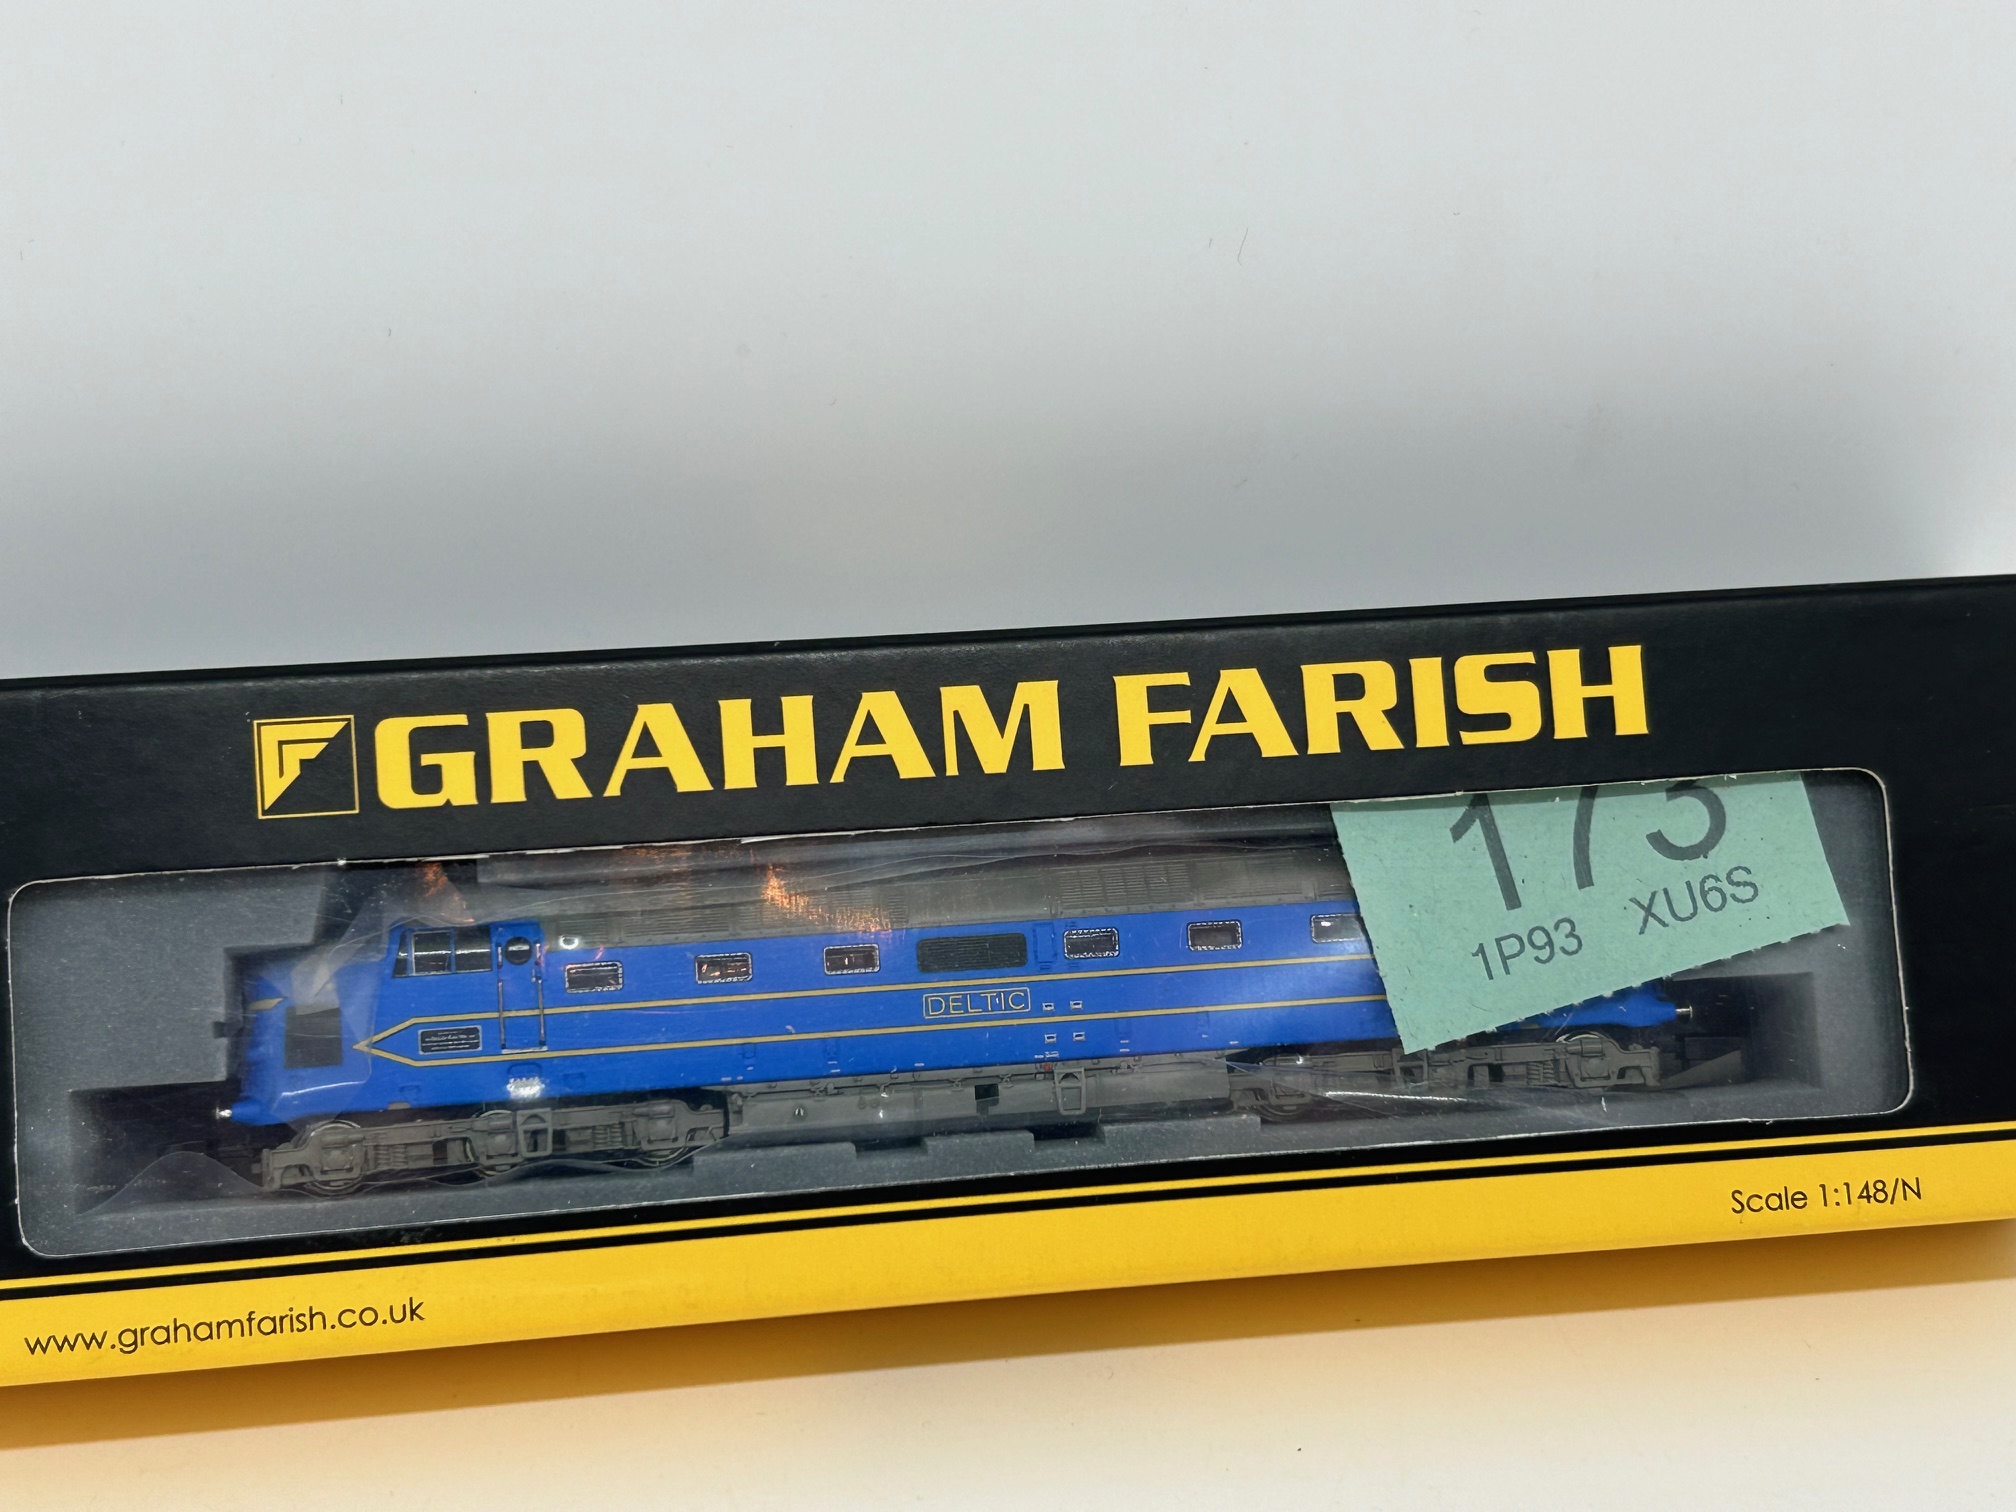 GRAHAM FARISH
173
1P93 XU6S
DELTIC
Scale 1:148/N
www.grahamfarish.co.uk